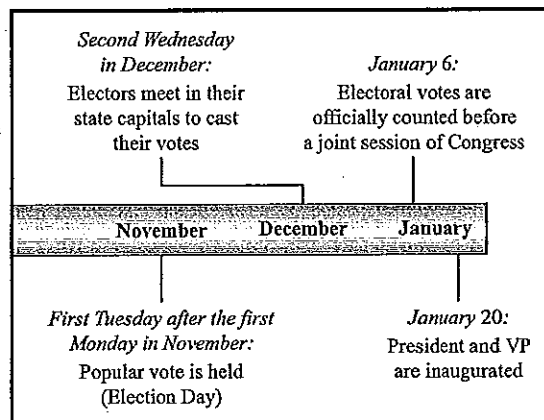 Second Wednesday
in December:
Electors meet in their
state capitals to cast
their votes
January 6:
Electoral votes are
officially counted before
a joint session of Congress
November
December
January
First Tuesday after the first
Monday in November:
Popular vote is held
(Election Day)
January 20:
President and VP
are inaugurated